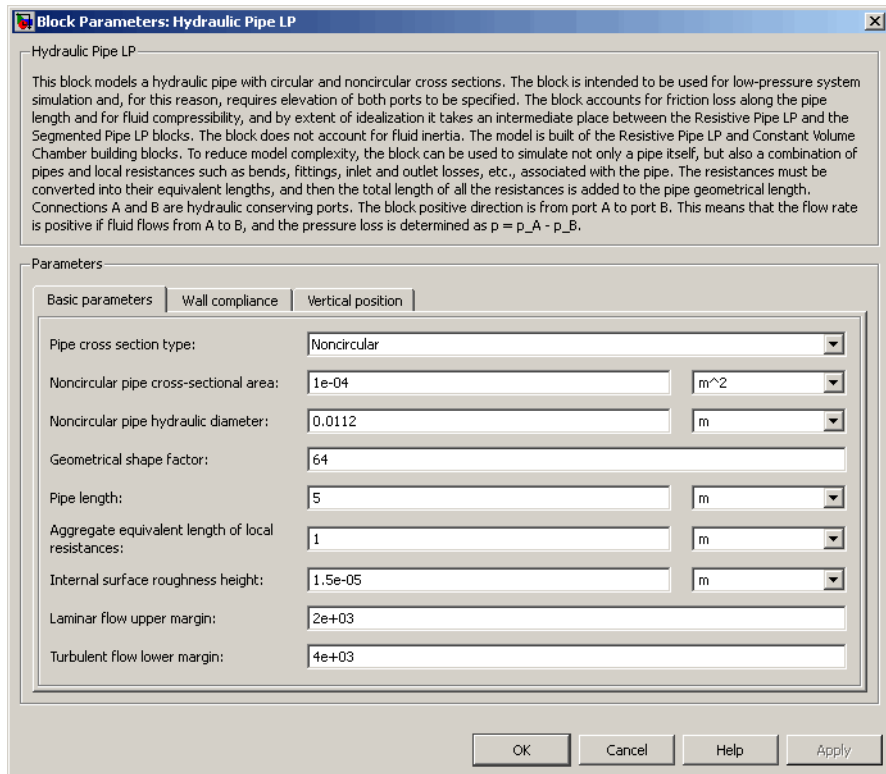 Block Parameters: Hydraulic Pipe LP
Hydraulic Pipe LP
This block models a hydraulic pipe with circular and noncircular cross sections. The block is intended to be used for low-pressure system
simulation and, for this reason, requires elevation of both ports to be specified. The block accounts for friction loss along the pipe
length and for fluid compressibility, and by extent of idealization it takes an intermediate place between the Resistive Pipe LP and the
Segmented Pipe LP blocks. The block does not account for fluid inertia. The model is built of the Resistive Pipe LP and Constant Volume
Chamber building blocks. To reduce model complexity, the block can be used to simulate not only a pipe itself, but also a combination of
pipes and local resistances such as bends, fittings, inlet and outlet losses, etc., associated with the pipe. The resistances must be
converted into their equivalent lengths, and then the total length of all the resistances is added to the pipe geometrical length.
Connections A and B are hydraulic conserving ports. The block positive direction is from port A to port B. This means that the flow rate
is positive if fluid flows from A to B, and the pressure loss is determined as p = p_A - p_B.
Parameters
Basic parameters Wall compliance Vertical position
Pipe cross section type: Noncircular
Noncircular pipe cross-sectional area: 1e-04 m^2
Noncircular pipe hydraulic diameter: 0.0112 m
Geometrical shape factor: 64
Pipe length: 5 m
Aggregate equivalent length of local
resistances: 1 m
Internal surface roughness height: 1.5e-05 m
Laminar flow upper margin: 2e+03
Turbulent flow lower margin: 4e+03
OK Cancel Help Apply